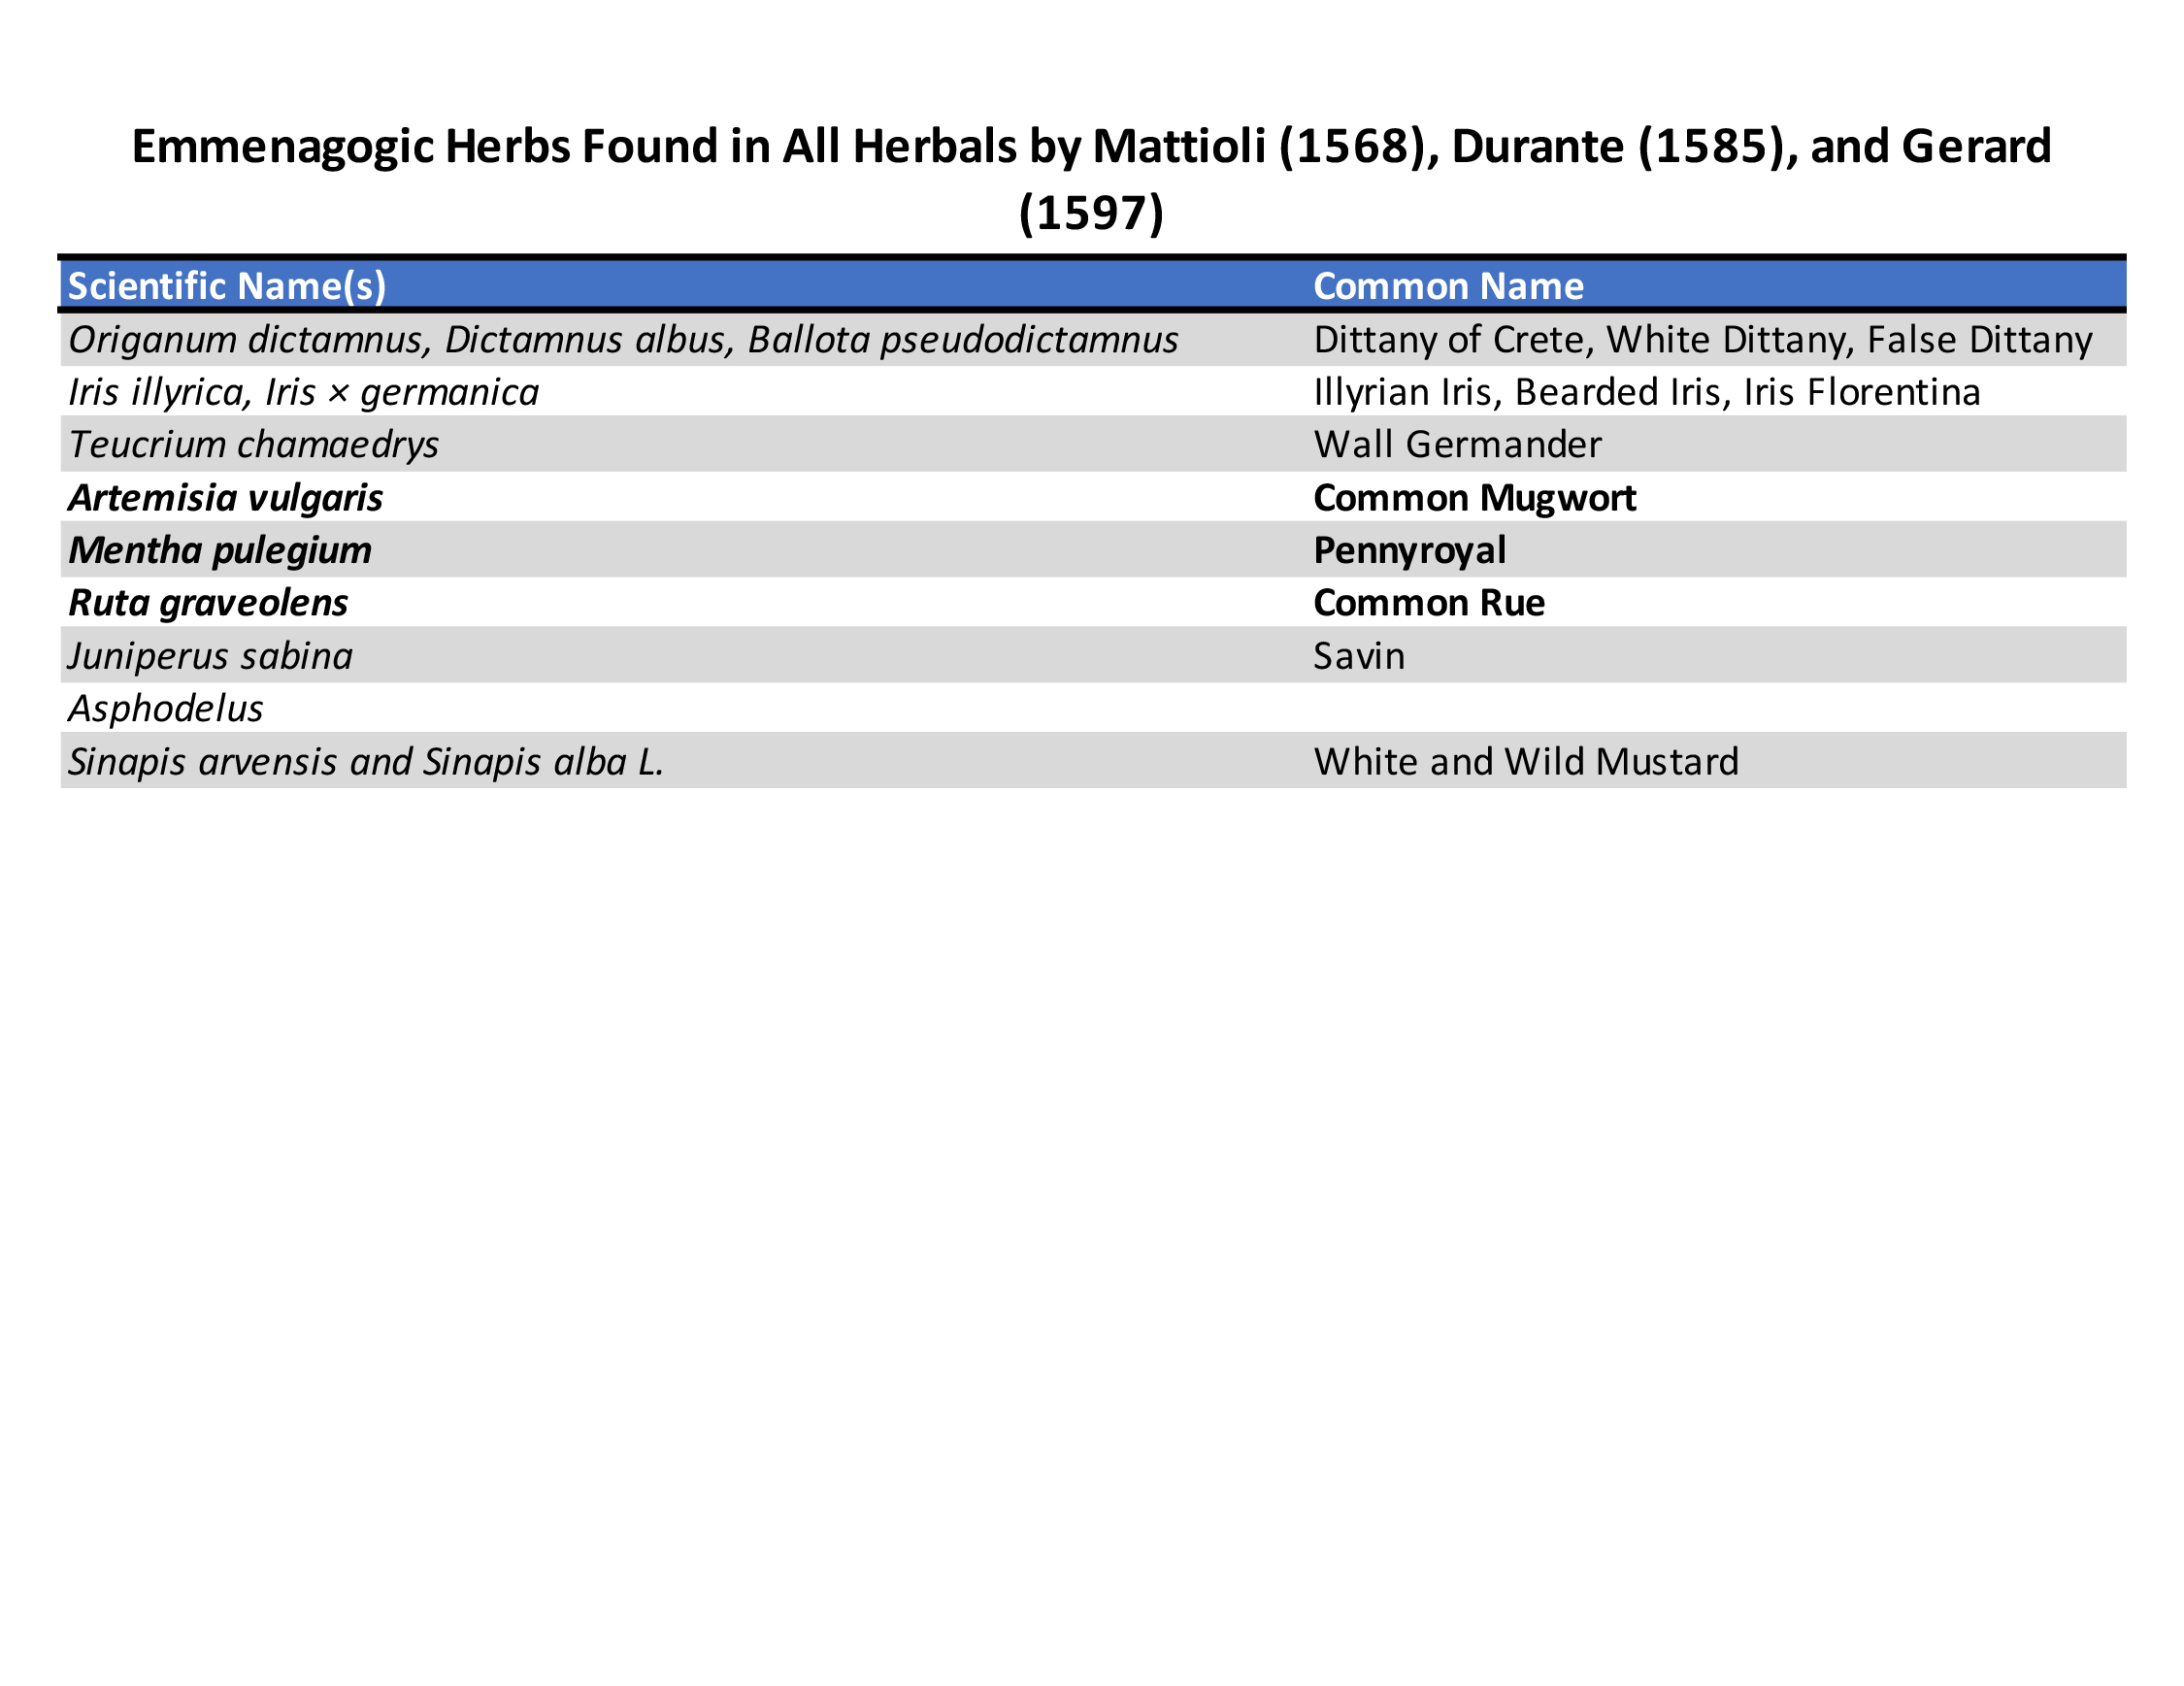 Emmenagogic Herbs Found in All Herbals by Mattioli (1568), Durante (1585), and Gerard
(1597)
Scientific Name(s) Common Name
Origanum dictamnus, Dictamnus albus, Ballota pseudodictamnus Dittany of Crete, White Dittany, False Dittany
Iris illyrica, Iris × germanica Illyrian Iris, Bearded Iris, Iris Florentina
Teucrium chamaedrys Wall Germander
Artemisia vulgaris Common Mugwort
Mentha pulegium Pennyroyal
Ruta graveolens Common Rue
Juniperus sabina Savin
Asphodelus
Sinapis arvensis and Sinapis alba L. White and Wild Mustard